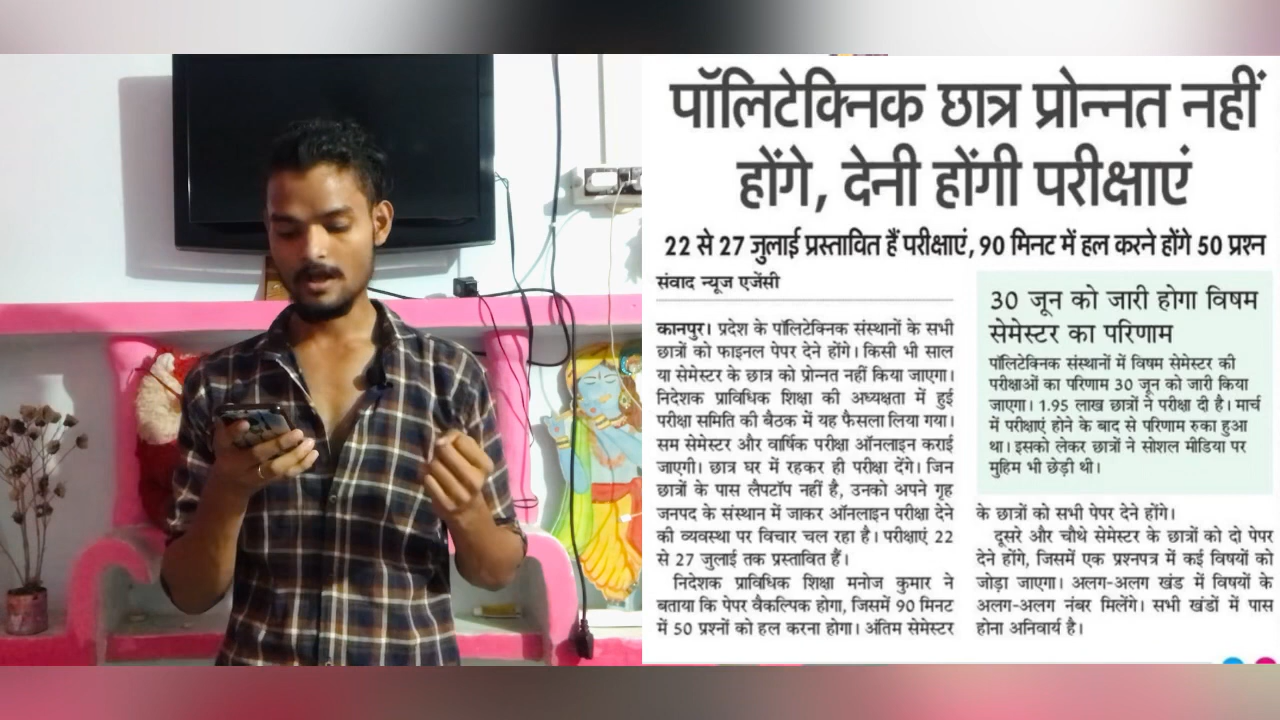 पॉलिटेक्निक छात्र प्रोन्नत नहीं
होंगे, देनी होंगी परीक्षाएं
22 से 27 जुलाई प्रस्तावित हैं परीक्षाएं, 90 मिनट में हल करने होंगे 50 प्रश्न
संवाद न्यूज एजेंसी
कानपुर। प्रदेश के पॉलिटेक्निक संस्थानों के सभी
छात्रों को फाइनल पेपर देने होंगे। किसी भी साल
या सेमेस्टर के छात्र को प्रोन्नत नहीं किया जाएगा।
निदेशक प्राविधिक शिक्षा की अध्यक्षता में हुई
परीक्षा समिति की बैठक में यह फैसला लिया गया।
सम सेमेस्टर और वार्षिक परीक्षा ऑनलाइन कराई
जाएगी। छात्र घर में रहकर ही परीक्षा देंगे। जिन
छात्रों के पास लैपटॉप नहीं है, उनको अपने गृह
जनपद के संस्थान में जाकर ऑनलाइन परीक्षा देने
की व्यवस्था पर विचार चल रहा है। परीक्षाएं 22
से 27 जुलाई तक प्रस्तावित हैं।
निदेशक प्राविधिक शिक्षा मनोज कुमार ने
बताया कि पेपर वैकल्पिक होगा, जिसमें 90 मिनट
में 50 प्रश्नों को हल करना होगा। अंतिम सेमेस्टर
30 जून को जारी होगा विषम
सेमेस्टर का परिणाम
पॉलिटेक्निक संस्थानों में विषम सेमेस्टर की
परीक्षाओं का परिणाम 30 जून को जारी किया
जाएगा। 1.95 लाख छात्रों ने परीक्षा दी है। मार्च
में परीक्षाएं होने के बाद से परिणाम रुका हुआ
था। इसको लेकर छात्रों ने सोशल मीडिया पर
मुहिम भी छेड़ी थी।
के छात्रों को सभी पेपर देने होंगे।
दूसरे और चौथे सेमेस्टर के छात्रों को दो पेपर
देने होंगे, जिसमें एक प्रश्नपत्र में कई विषयों को
जोड़ा जाएगा। अलग-अलग खंड में विषयों के
अलग-अलग नंबर मिलेंगे। सभी खंडों में पास
होना अनिवार्य है।